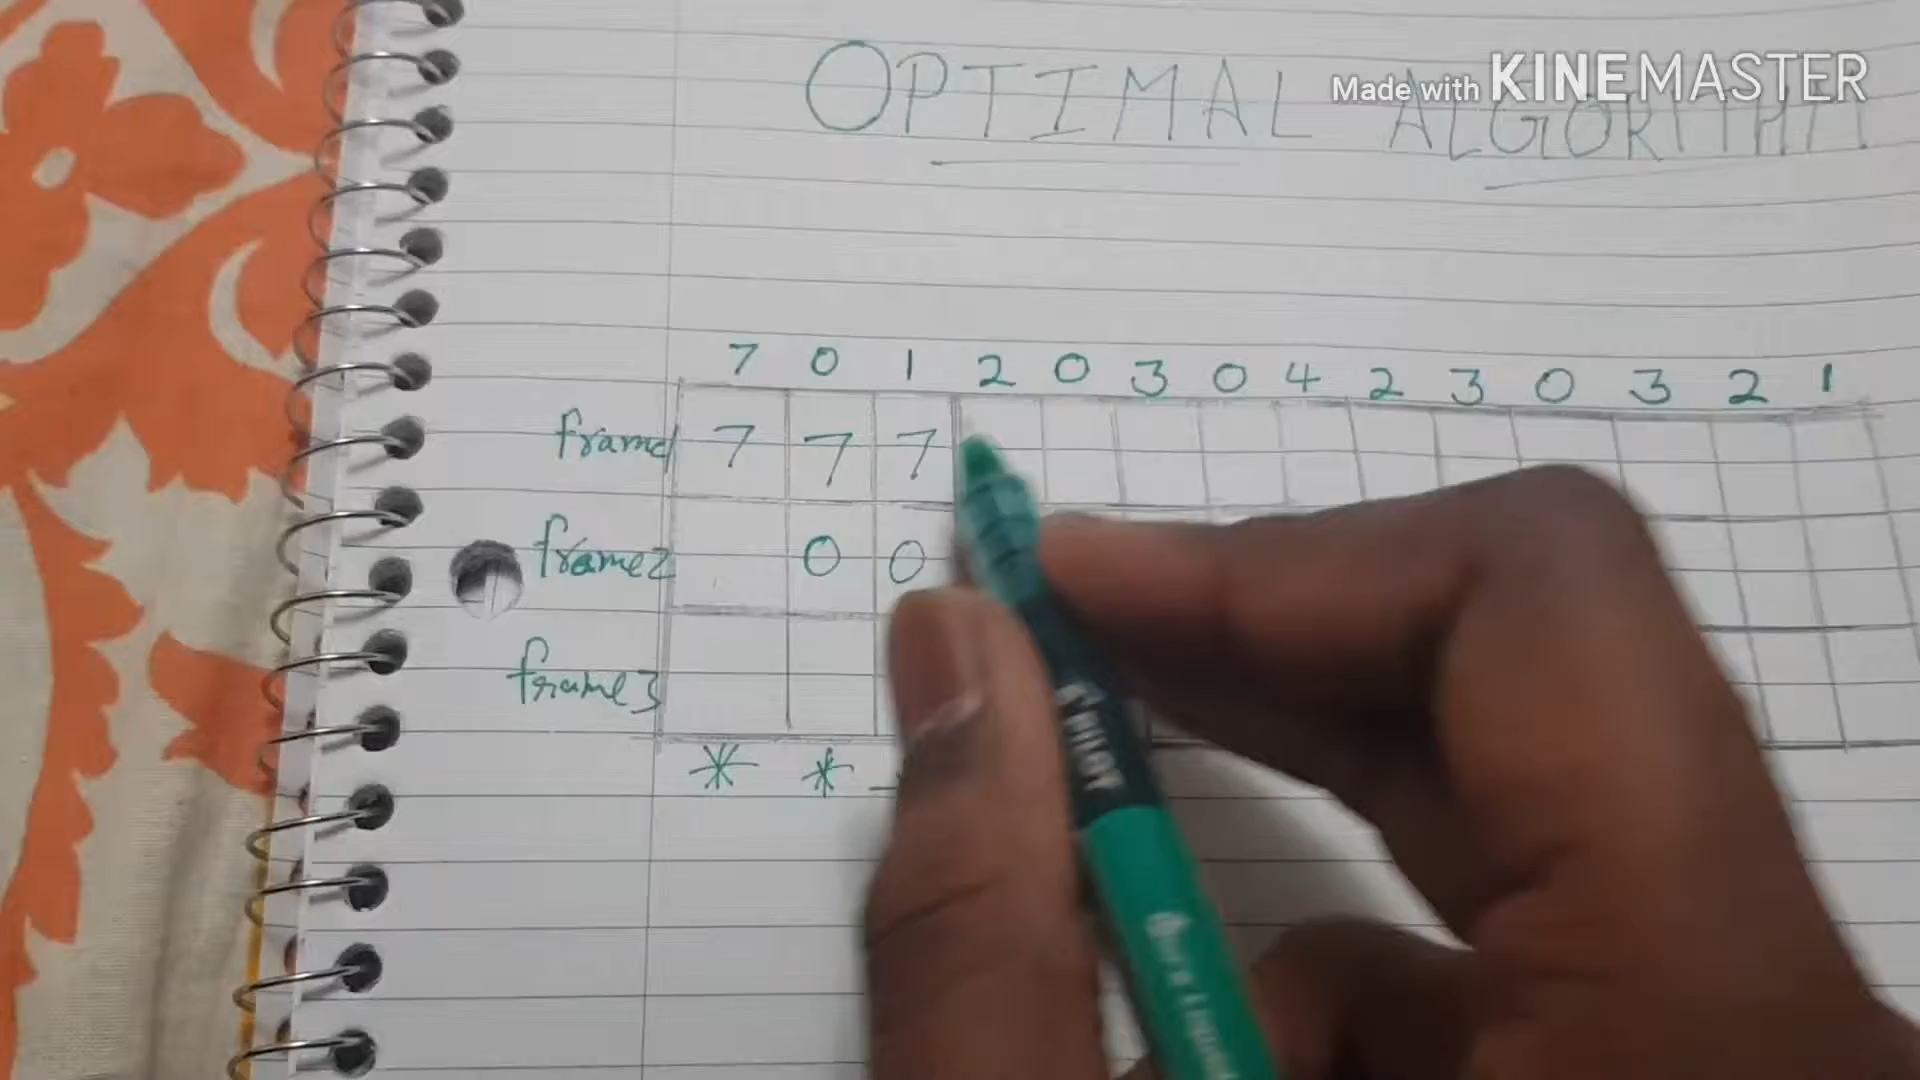 Made with KINEMASTER
OPTIMAL ALGORITHM
7 0 1 2 0 3 0 4 2 3 0 3 2 1
frame1 7 7 7
frame2 0 0
frame3
* *
PILOT